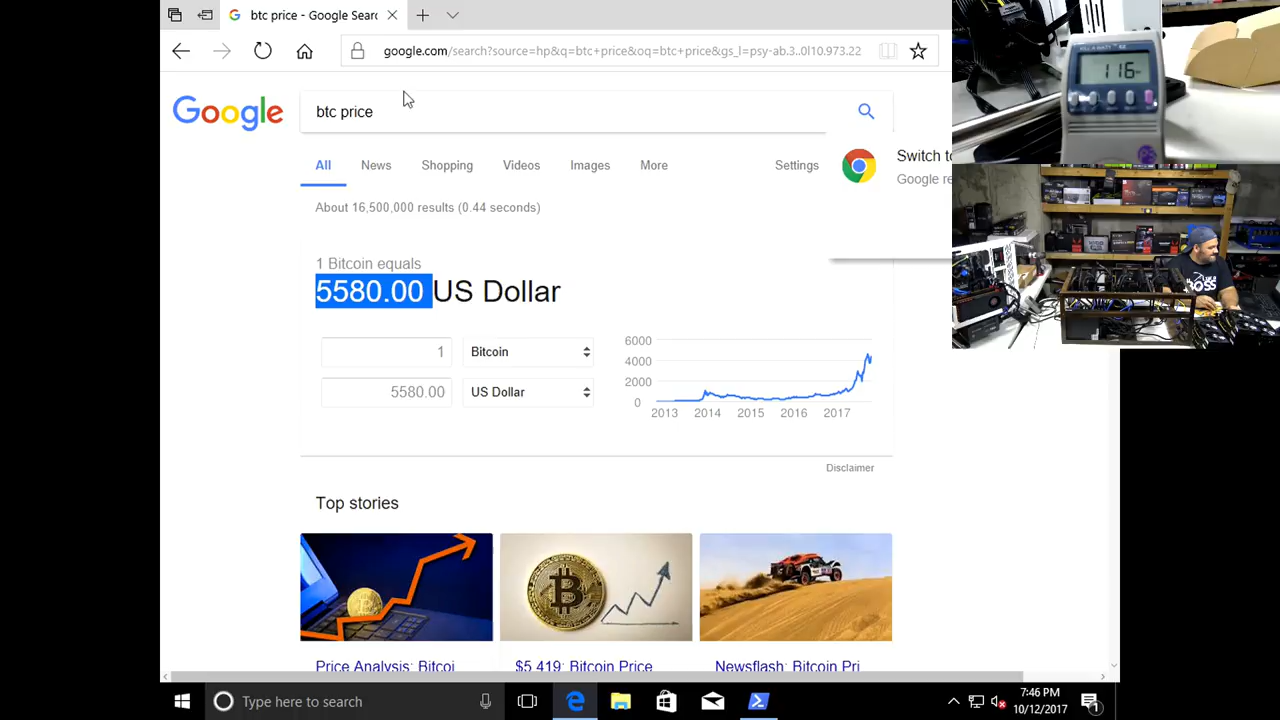 btc price - Google Searc
google.com/search?source=hp&q=btc+price&oq=btc+price&gs_l=psy-ab.3..0l10.973.22
Google
btc price
All
News
Shopping
Videos
Images
More
Settings
Switch to
Google re
About 16,500,000 results (0.44 seconds)
1 Bitcoin equals
5580.00 US Dollar
1
Bitcoin
5580.00
US Dollar
6000
4000
2000
0
2013
2014
2015
2016
2017
Disclaimer
Top stories
Price Analysis: Bitcoi
$5,419: Bitcoin Price
Newsflash: Bitcoin Pri
Type here to search
7:46 PM
10/12/2017
1
116
BOSS